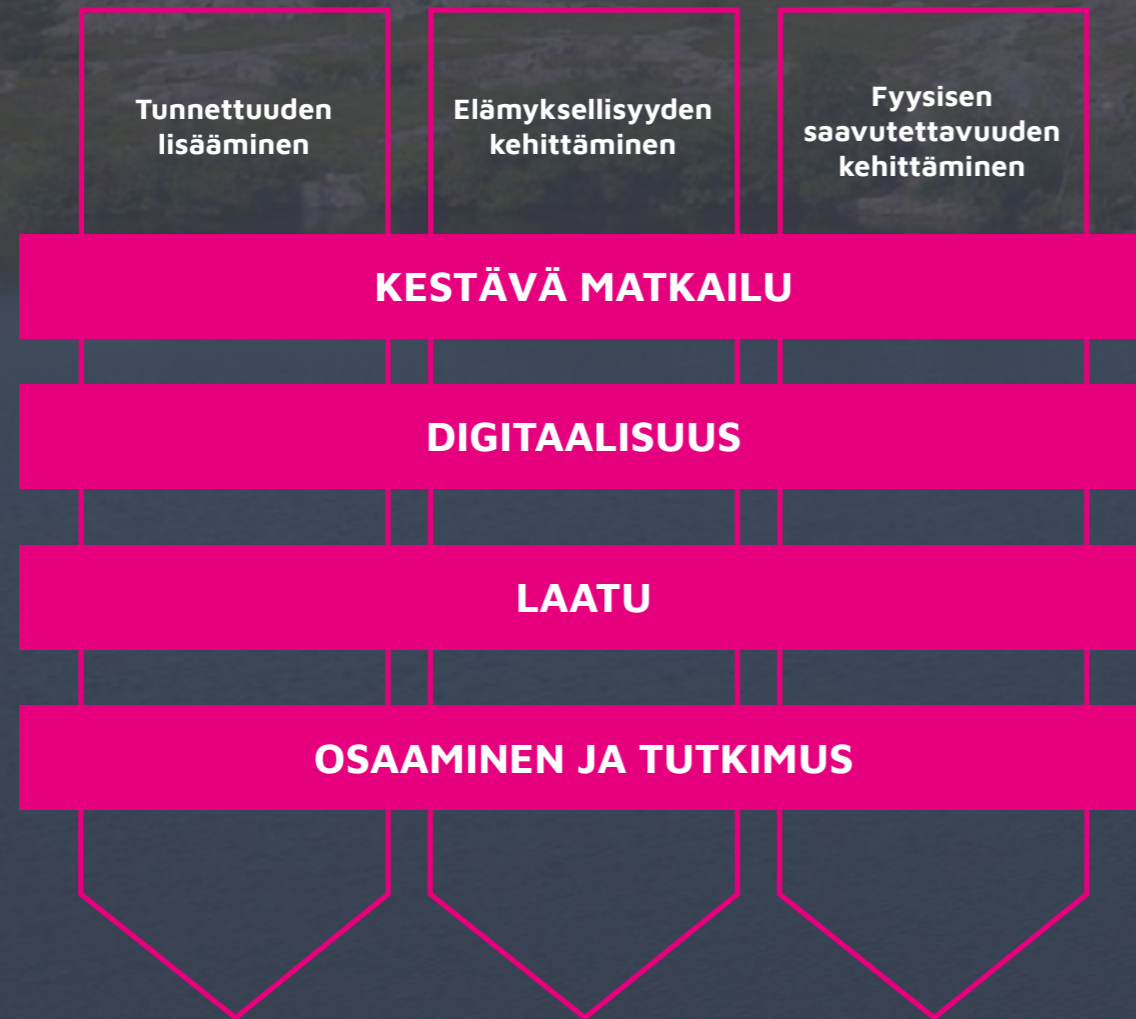 Tunnettuuden
lisääminen
Elämyksellisyyden
kehittäminen
Fyysisen
saavutettavuuden
kehittäminen
KESTÄVÄ MATKAILU
DIGITAALISUUS
LAATU
OSAAMINEN JA TUTKIMUS